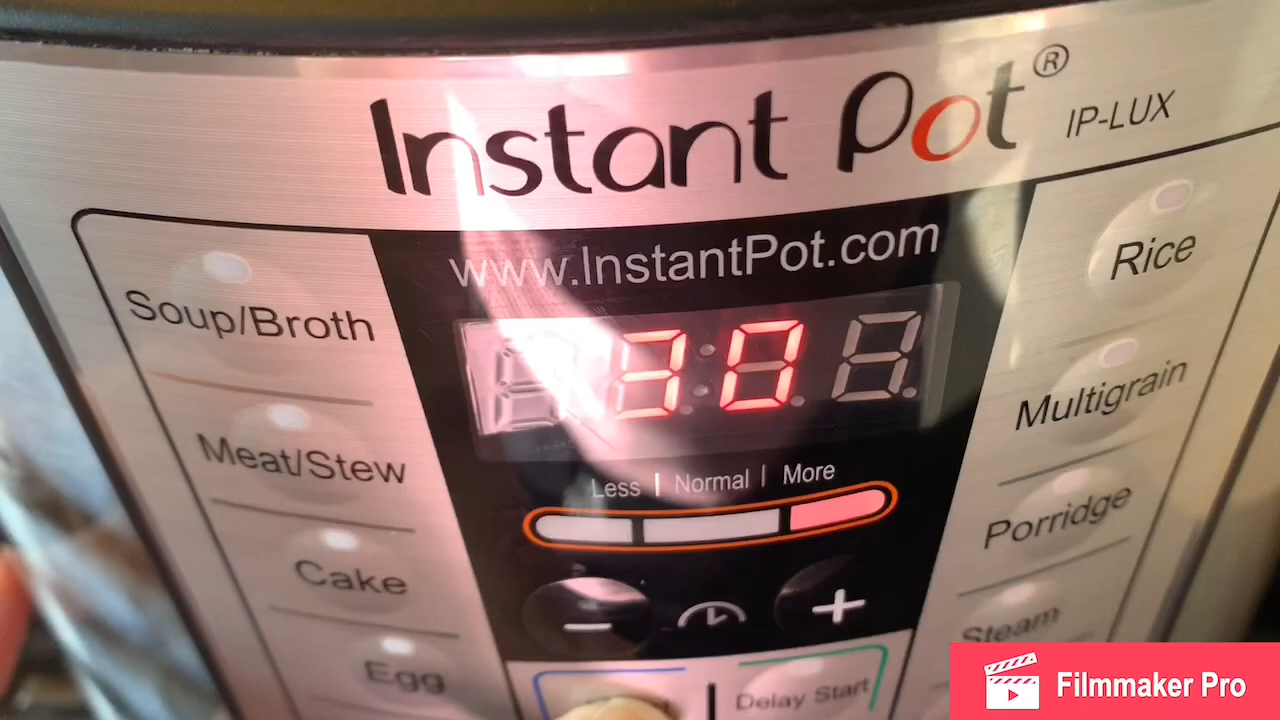 Instant Pot® IP-LUX
www.InstantPot.com
Soup/Broth
Rice
30
Meat/Stew
Multigrain
Less | Normal | More
Cake
Porridge
- +
Egg
Steam
Delay Start
Filmmaker Pro